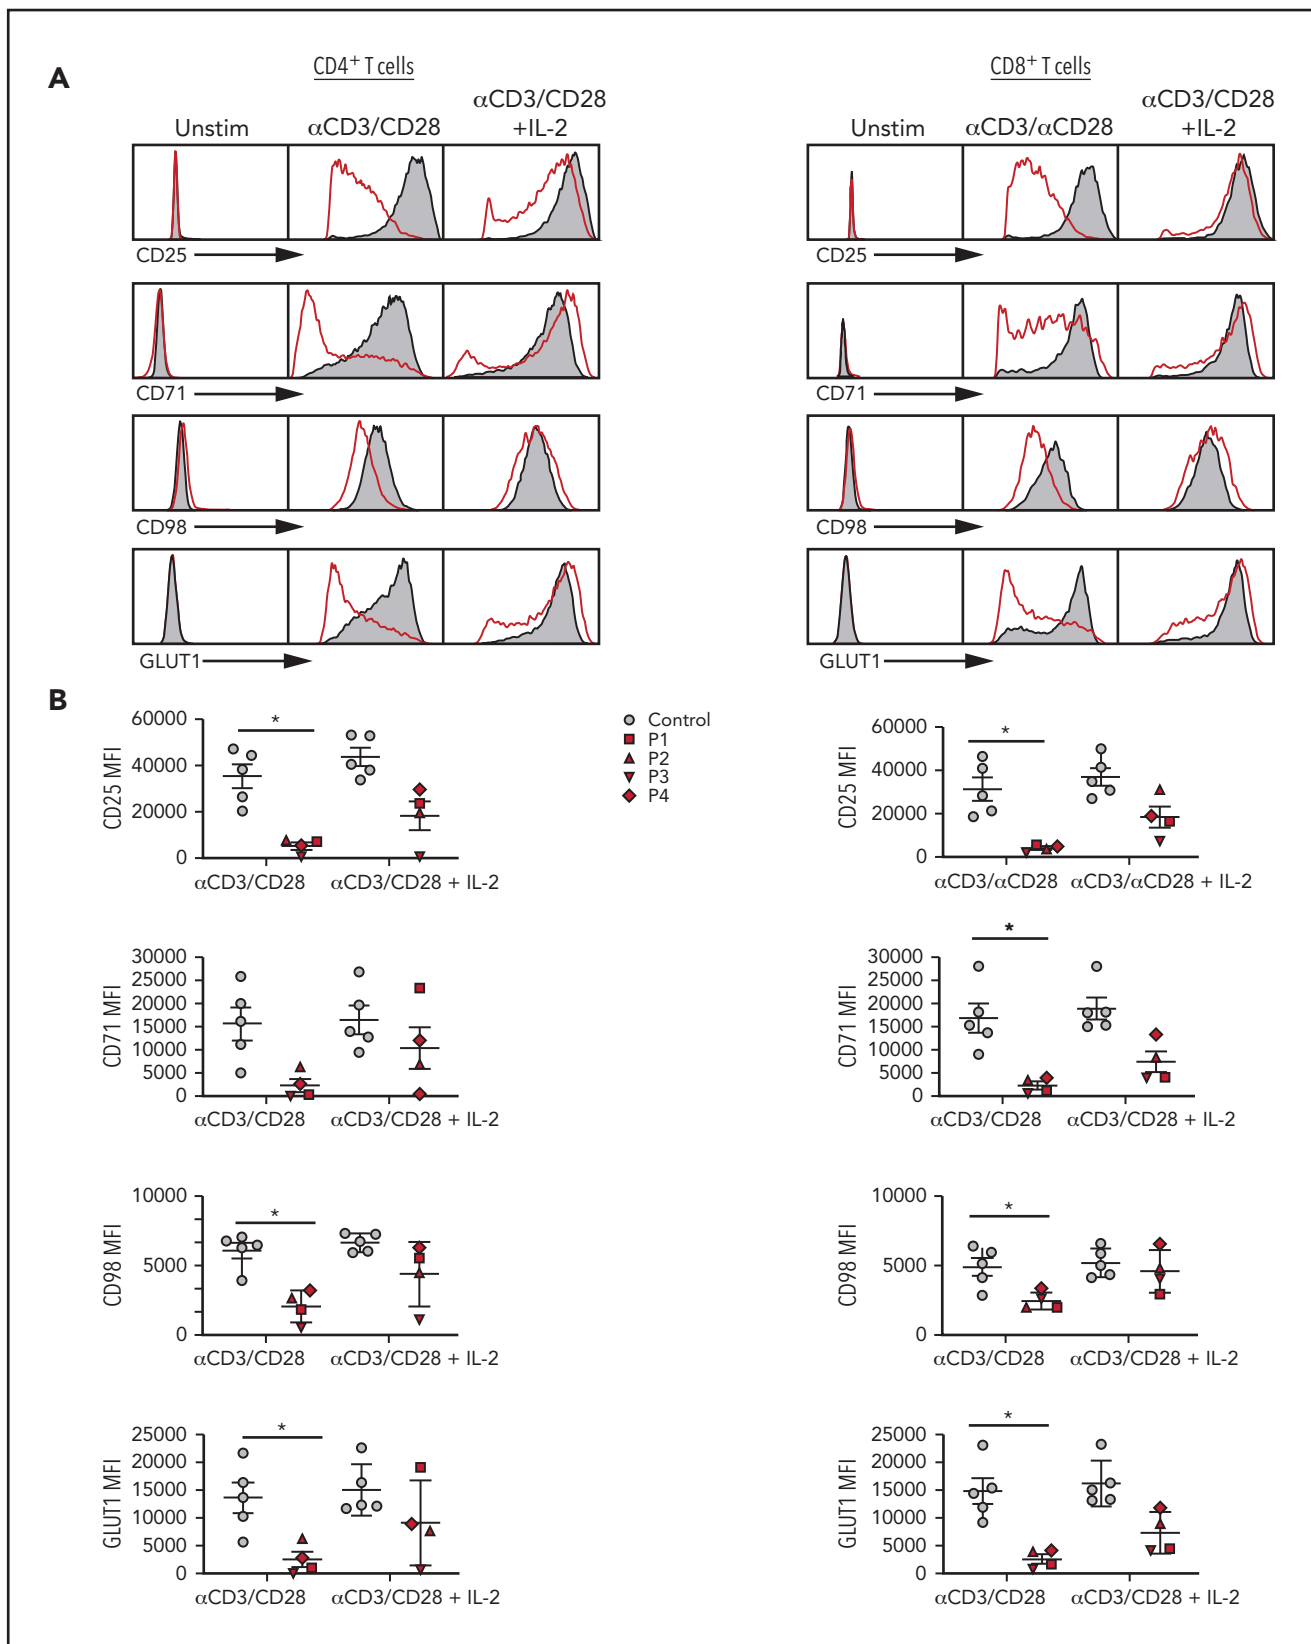 A
CD4+ T cells
CD8+ T cells
Unstim
αCD3/CD28
αCD3/CD28
+IL-2
Unstim
αCD3/αCD28
αCD3/CD28
+IL-2
CD25
CD25
CD71
CD71
CD98
CD98
GLUT1
GLUT1
B
CD25 MFI
60000
40000
20000
0
*
αCD3/CD28
αCD3/CD28 + IL-2
Control
P1
P2
P3
P4
CD25 MFI
60000
40000
20000
0
*
αCD3/αCD28
αCD3/αCD28 + IL-2
CD71 MFI
30000
25000
20000
15000
10000
5000
0
αCD3/CD28
αCD3/CD28 + IL-2
CD71 MFI
30000
25000
20000
15000
10000
5000
0
*
αCD3/CD28
αCD3/CD28 + IL-2
CD98 MFI
10000
5000
0
*
αCD3/CD28
αCD3/CD28 + IL-2
CD98 MFI
10000
5000
0
*
αCD3/CD28
αCD3/CD28 + IL-2
GLUT1 MFI
25000
20000
15000
10000
5000
0
*
αCD3/CD28
αCD3/CD28 + IL-2
GLUT1 MFI
25000
20000
15000
10000
5000
0
*
αCD3/CD28
αCD3/CD28 + IL-2